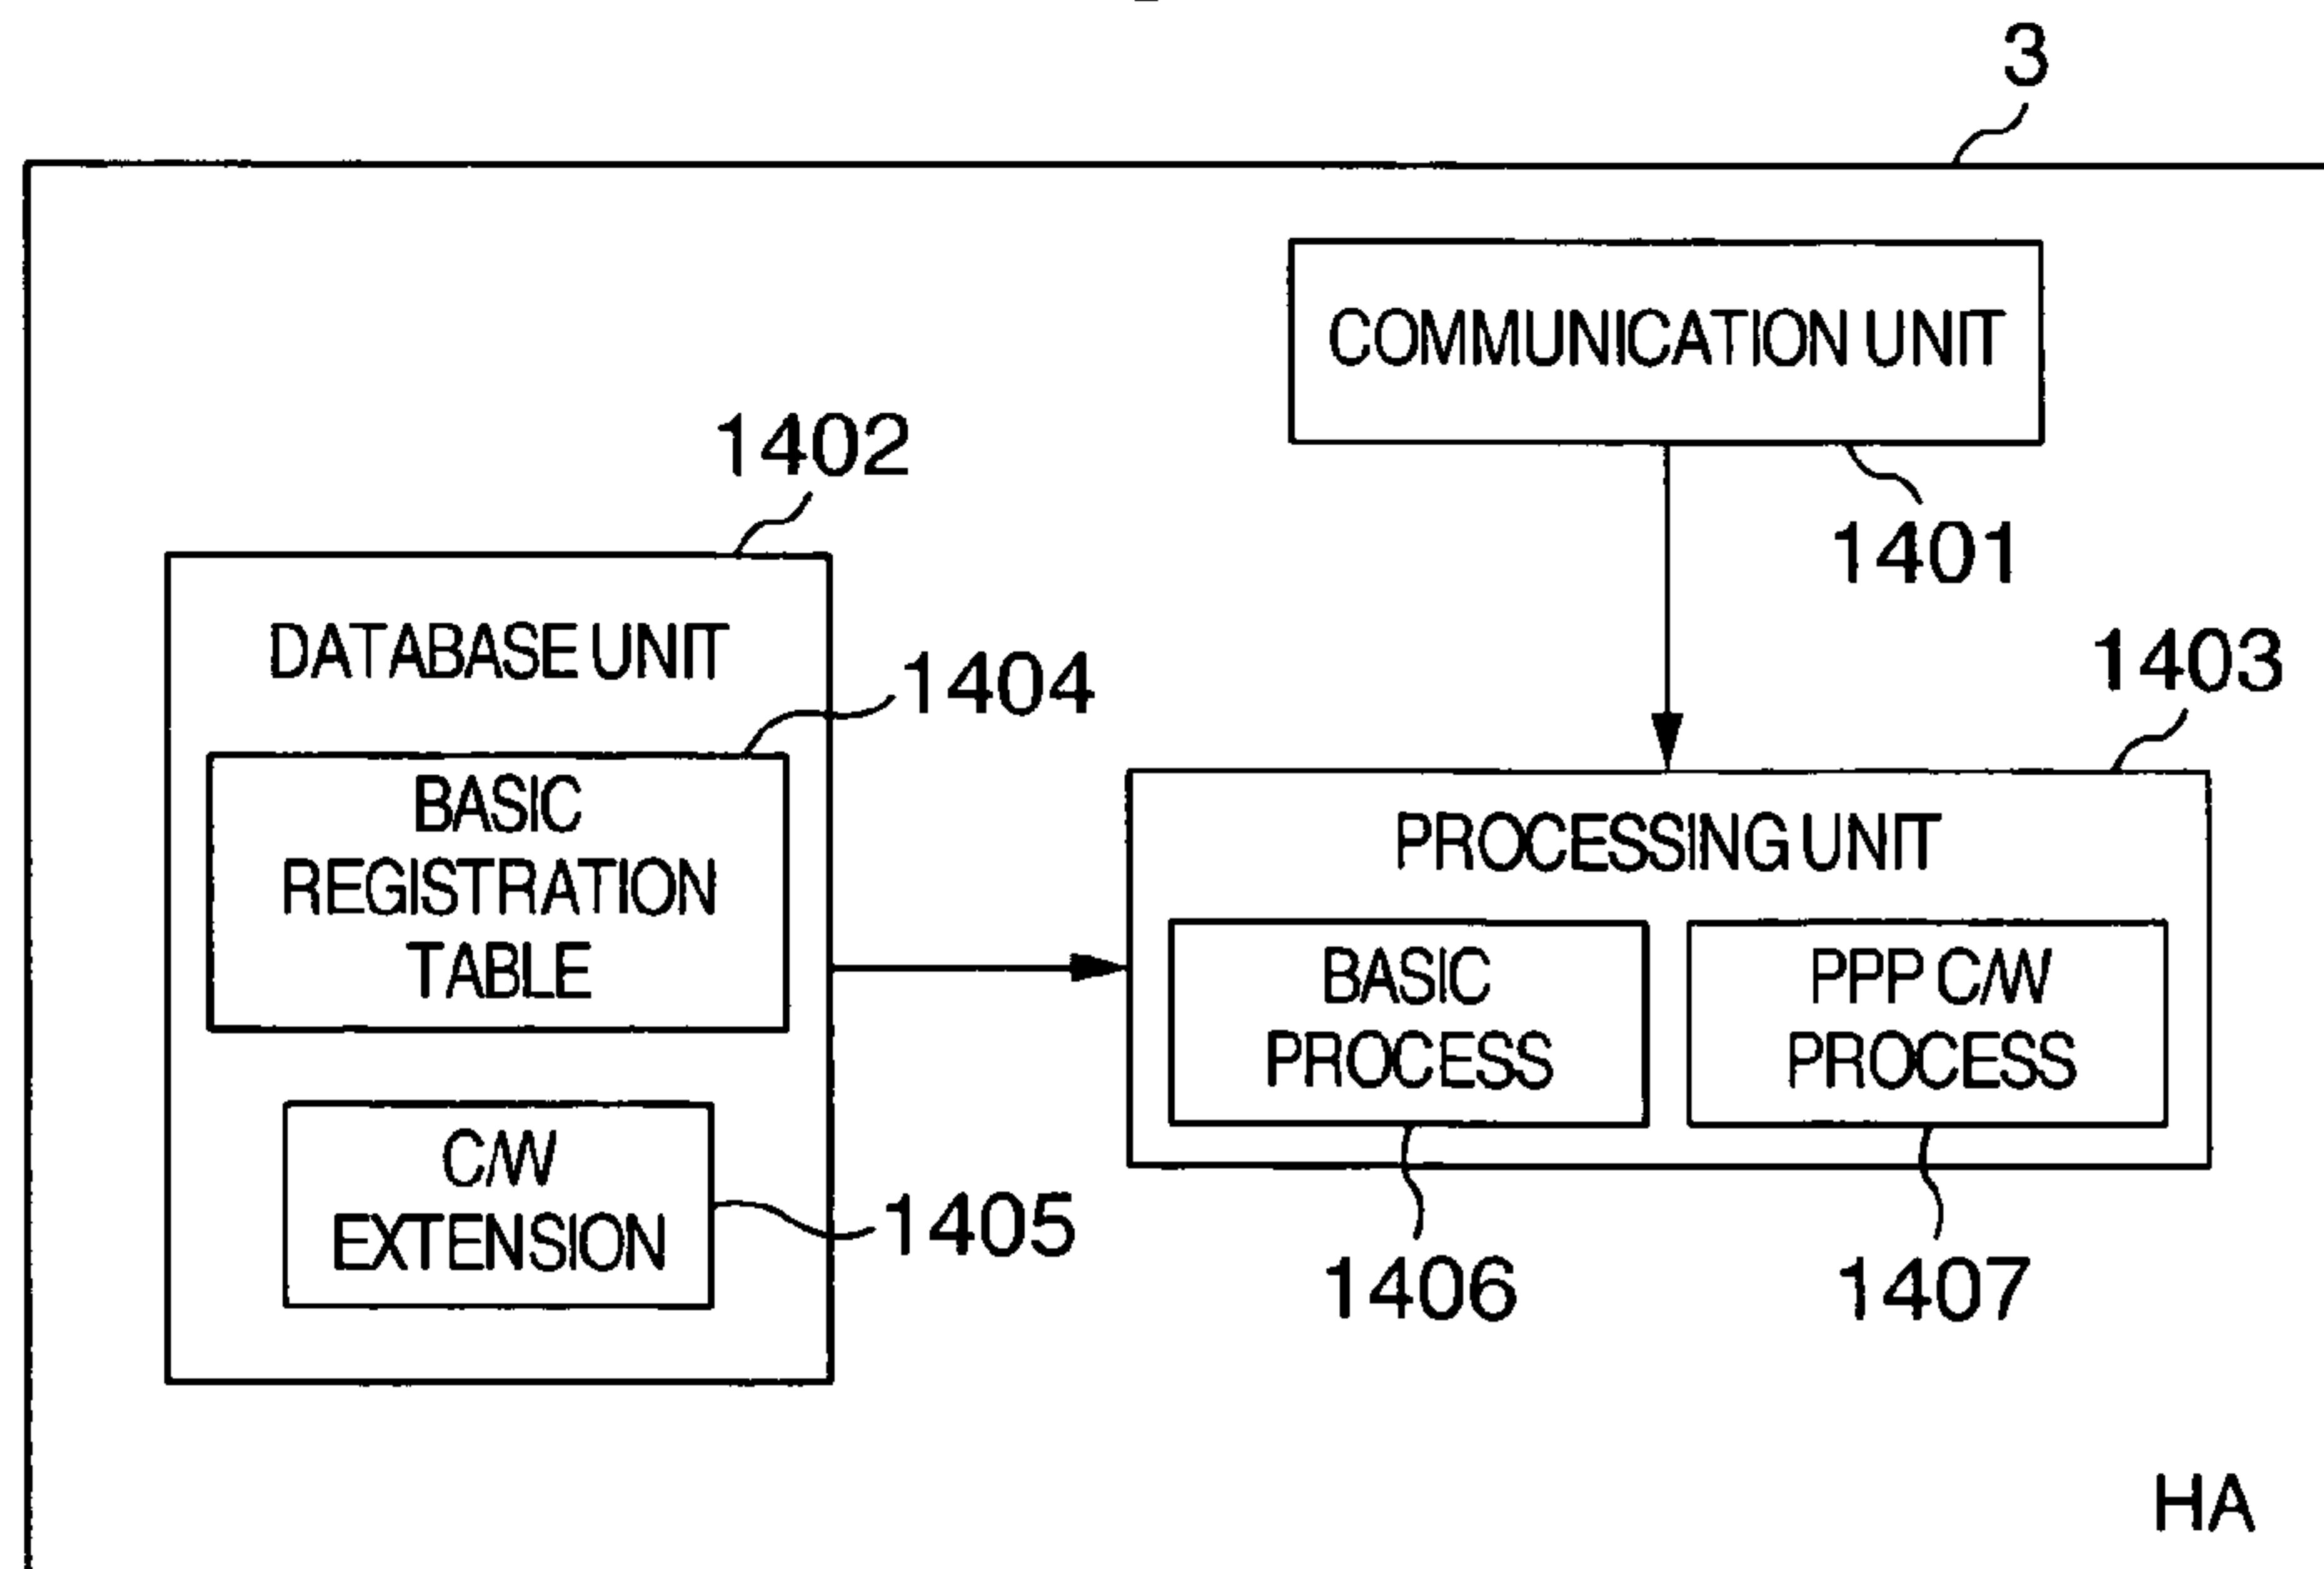 3
COMMUNICATION UNIT
1401
1402
DATABASE UNIT
1404
BASIC
REGISTRATION
TABLE
C/W
EXTENSION
1405
1403
PROCESSING UNIT
BASIC
PROCESS
PPP C/W
PROCESS
1406
1407
HA